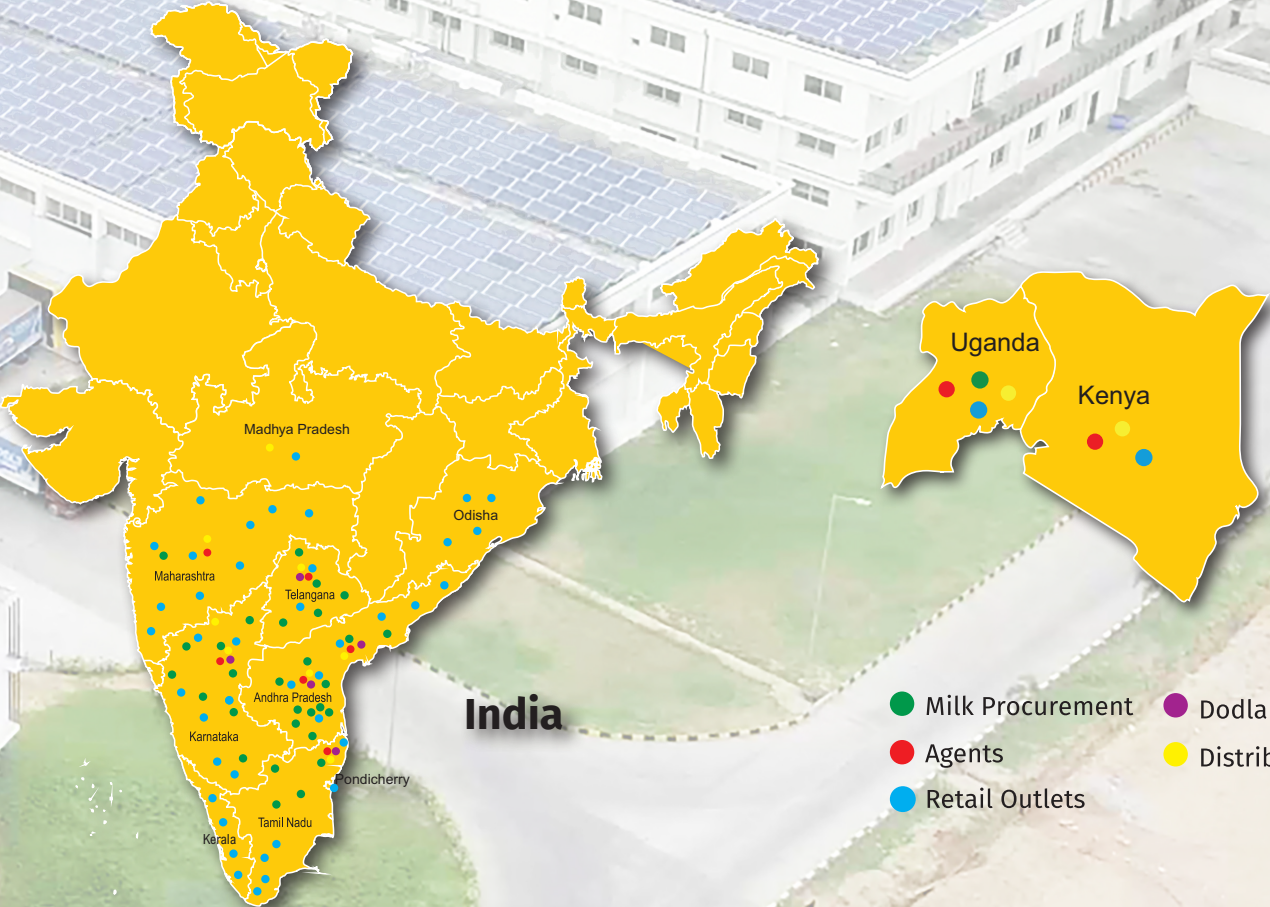 Madhya Pradesh
Odisha
Maharashtra
Telangana
Andhra Pradesh
Karnataka
Pondicherry
Tamil Nadu
Kerala
India
Uganda
Kenya
Milk Procurement
Agents
Retail Outlets
Dodla
Distrib